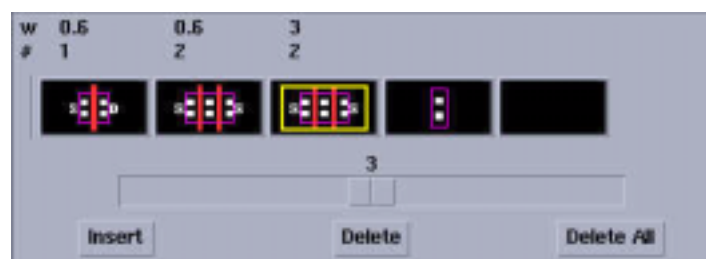 w 0.6 0.6 3
# 1 2 2
S D S S S S
3
Insert Delete Delete All